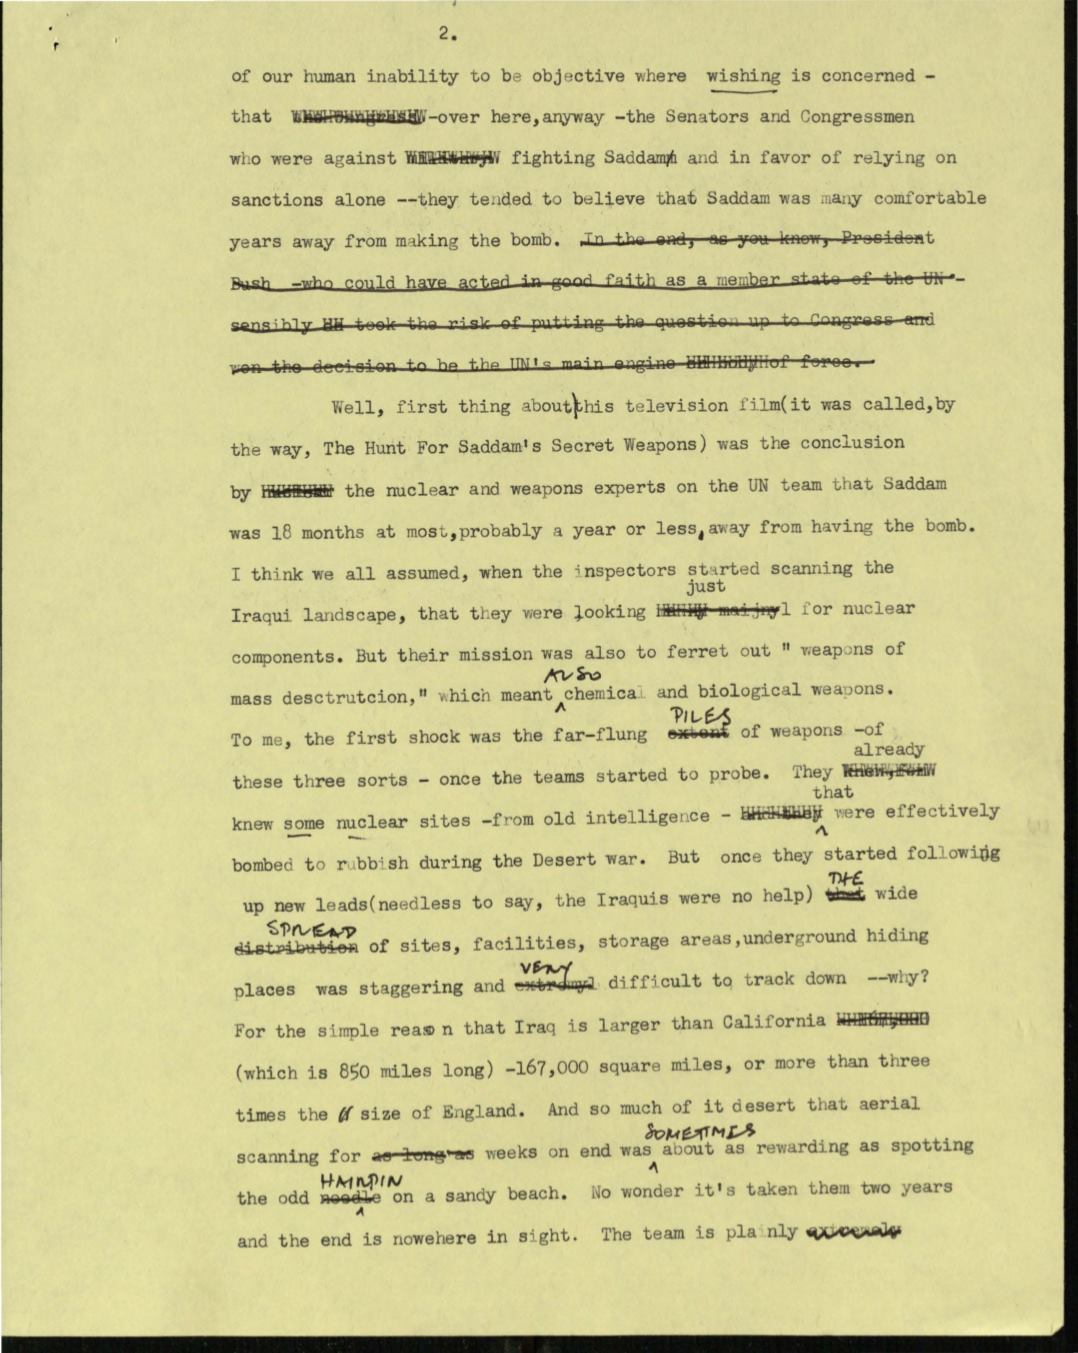 2.
of our human inability to be objective where wishing is concerned -
that -over here,anyway -the Senators and Congressmen
who were against fighting Saddam and in favor of relying on
sanctions alone --they tended to believe that Saddam was many comfortable
years away from making the bomb. In the end, as you know, President
Bush -who could have acted in good faith as a member state of the UN -
sensibly took the risk of putting the question up to Congress and
won the decision to be the UN's main engine of force.
Well, first thing about this television film(it was called,by
the way, The Hunt For Saddam's Secret Weapons) was the conclusion
by the nuclear and weapons experts on the UN team that Saddam
was 18 months at most,probably a year or less, away from having the bomb.
I think we all assumed, when the inspectors started scanning the
just
Iraqui landscape, that they were looking for nuclear
components. But their mission was also to ferret out " weapons of
ALSO
mass desctrutcion," which meant chemical and biological weapons.
PILES
To me, the first shock was the far-flung extent of weapons -of
already
these three sorts - once the teams started to probe. They
that
knew some nuclear sites -from old intelligence - were effectively
bombed to rubbish during the Desert war. But once they started following
THE
up new leads(needless to say, the Iraquis were no help) that wide
SPREAD
distribution of sites, facilities, storage areas,underground hiding
VERY
places was staggering and difficult to track down --why?
For the simple reason that Iraq is larger than California
(which is 850 miles long) -167,000 square miles, or more than three
times the size of England. And so much of it desert that aerial
SOMETIMES
scanning for as long as weeks on end was about as rewarding as spotting
HAIRPIN
the odd needle on a sandy beach. No wonder it's taken them two years
and the end is nowehere in sight. The team is plainly